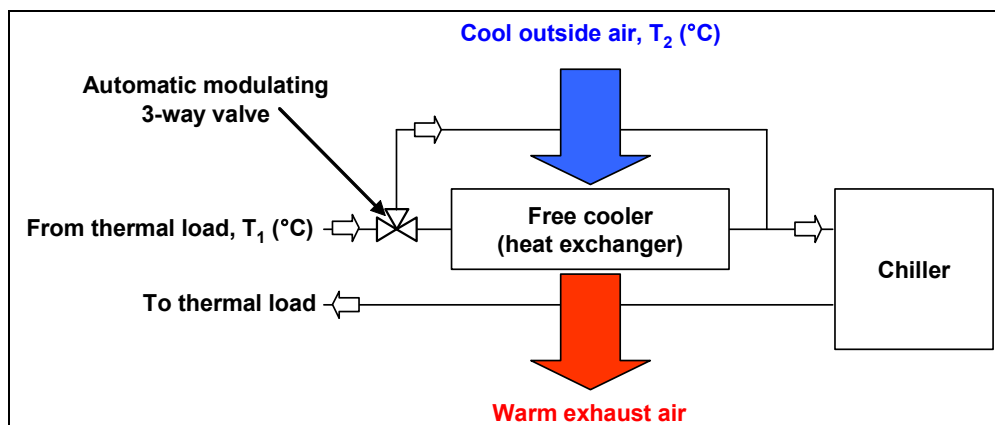 Cool outside air, T₂ (°C)
Automatic modulating
3-way valve
From thermal load, T₁ (°C)
Free cooler
(heat exchanger)
Chiller
To thermal load
Warm exhaust air